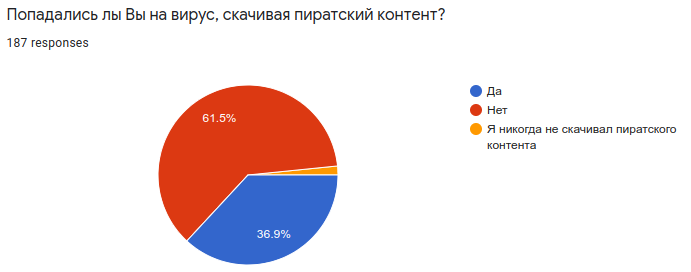 Попадались лы Вы на вирус, скачивая пиратский контент?
187 responses
Да
Нет
Я никогда не скачивал пиратского
контента
61.5%
36.9%